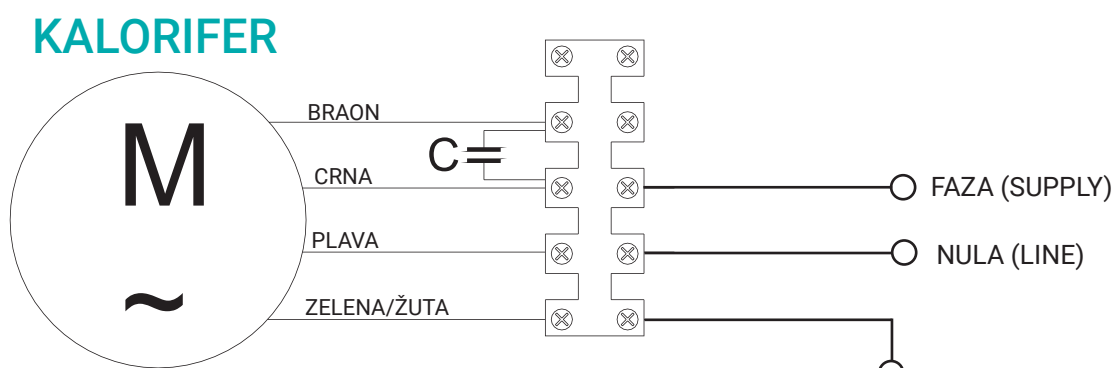 KALORIFER
M
~
BRAON
C
CRNA
FAZA (SUPPLY)
PLAVA
NULA (LINE)
ZELENA/ŽUTA